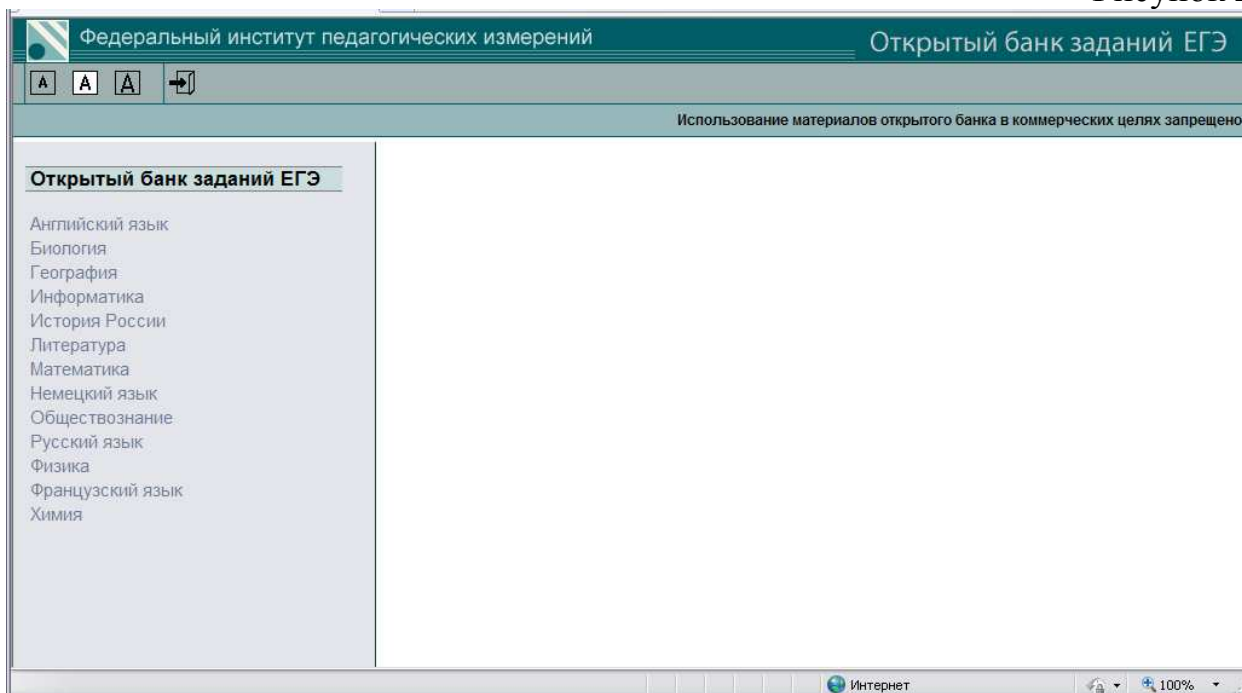 Федеральный институт педагогических измерений
Открытый банк заданий ЕГЭ
A A A
Использование материалов открытого банка в коммерческих целях запрещено
Открытый банк заданий ЕГЭ
Английский язык
Биология
География
Информатика
История России
Литература
Математика
Немецкий язык
Обществознание
Русский язык
Физика
Французский язык
Химия
Интернет
100%